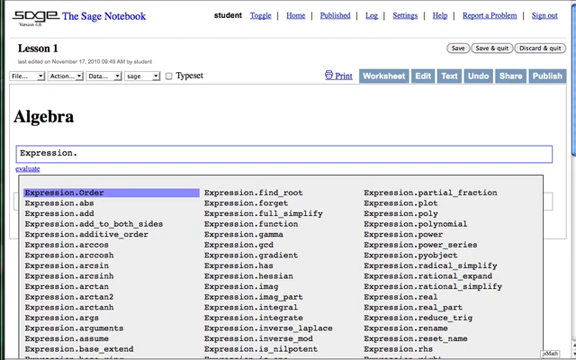 sage The Sage Notebook
student Toggle | Home | Published | Log | Settings | Help | Report a Problem | Sign out
Version 4.6
Lesson 1
Save Save & quit Discard & quit
last edited on November 17, 2010 09:49 AM by student
File... Action... Data... sage Typeset Print Worksheet Edit Text Undo Share Publish
Algebra
Expression.
evaluate
Expression.Order Expression.find_root Expression.partial_fraction
Expression.abs Expression.forget Expression.plot
Expression.add Expression.full_simplify Expression.poly
Expression.add_to_both_sides Expression.function Expression.polynomial
Expression.additive_order Expression.gamma Expression.power
Expression.arccos Expression.gcd Expression.power_series
Expression.arccosh Expression.gradient Expression.pyobject
Expression.arcsin Expression.has Expression.radical_simplify
Expression.arcsinh Expression.hessian Expression.rational_expand
Expression.arctan Expression.imag Expression.rational_simplify
Expression.arctan2 Expression.imag_part Expression.real
Expression.arctanh Expression.integral Expression.real_part
Expression.args Expression.integrate Expression.reduce_trig
Expression.arguments Expression.inverse_laplace Expression.rename
Expression.assume Expression.inverse_mod Expression.reset_name
Expression.base_extend Expression.is_nilpotent Expression.rhs
jsMath